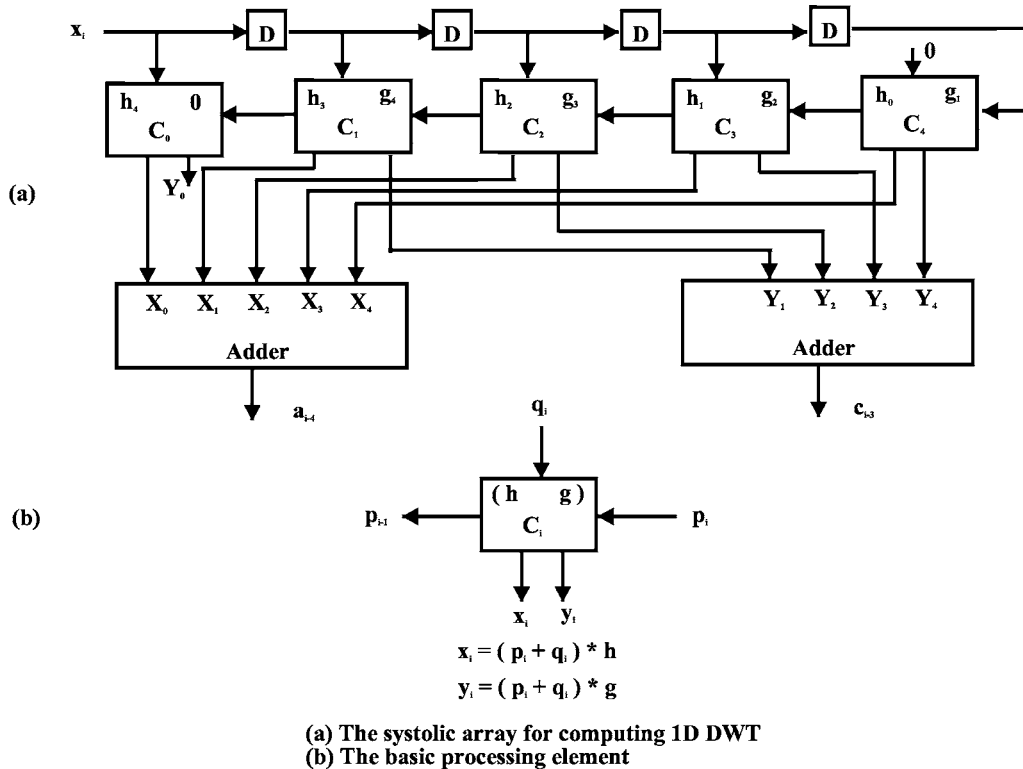 xᵢ D D D D
0
h₄ 0 h₃ g₄ h₂ g₃ h₁ g₂ h₀ g₁
C₀ C₁ C₂ C₃ C₄
Y₀
(a)
X₀ X₁ X₂ X₃ X₄ Y₁ Y₂ Y₃ Y₄
Adder Adder
aᵢ₋₄ cᵢ₋₃
qᵢ
(b)
( h g )
pᵢ₋₁ Cᵢ pᵢ
xᵢ yᵢ
xᵢ = ( pᵢ + qᵢ ) * h
yᵢ = ( pᵢ + qᵢ ) * g
(a) The systolic array for computing 1D DWT
(b) The basic processing element